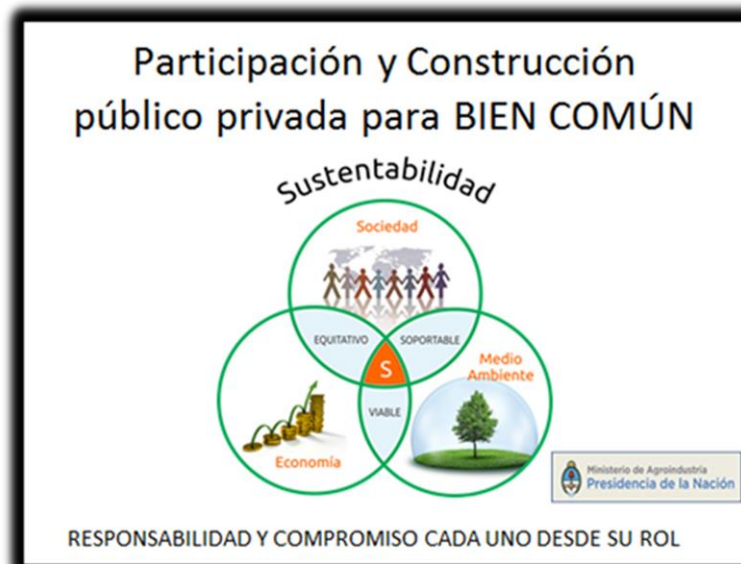 Participación y Construcción
público privada para BIEN COMÚN
Sustentabilidad
Sociedad
EQUITATIVO
SOPORTABLE
S
Medio
Ambiente
VIABLE
Economía
Ministerio de Agroindustria
Presidencia de la Nación
RESPONSABILIDAD Y COMPROMISO CADA UNO DESDE SU ROL